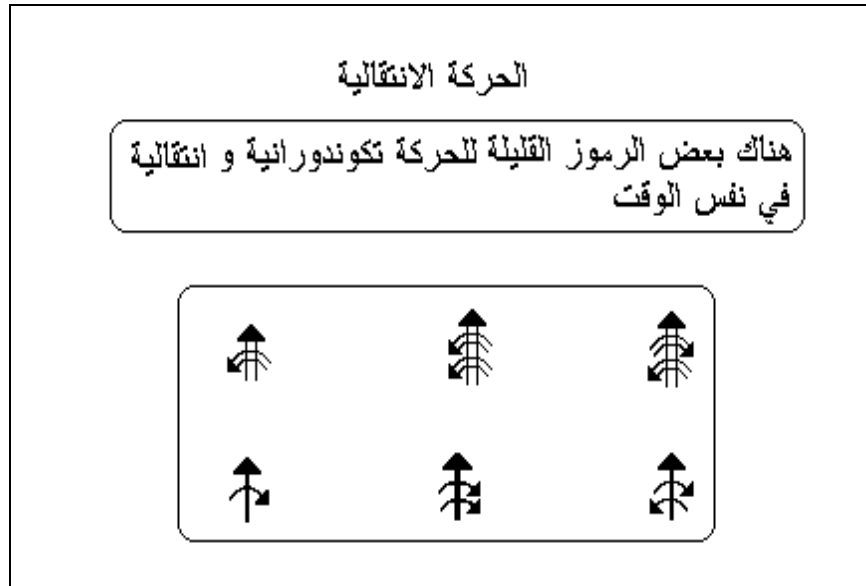 الحركة الانتقالية
هناك بعض الرموز القليلة للحركة تكوندورانية و انتقالية
في نفس الوقت